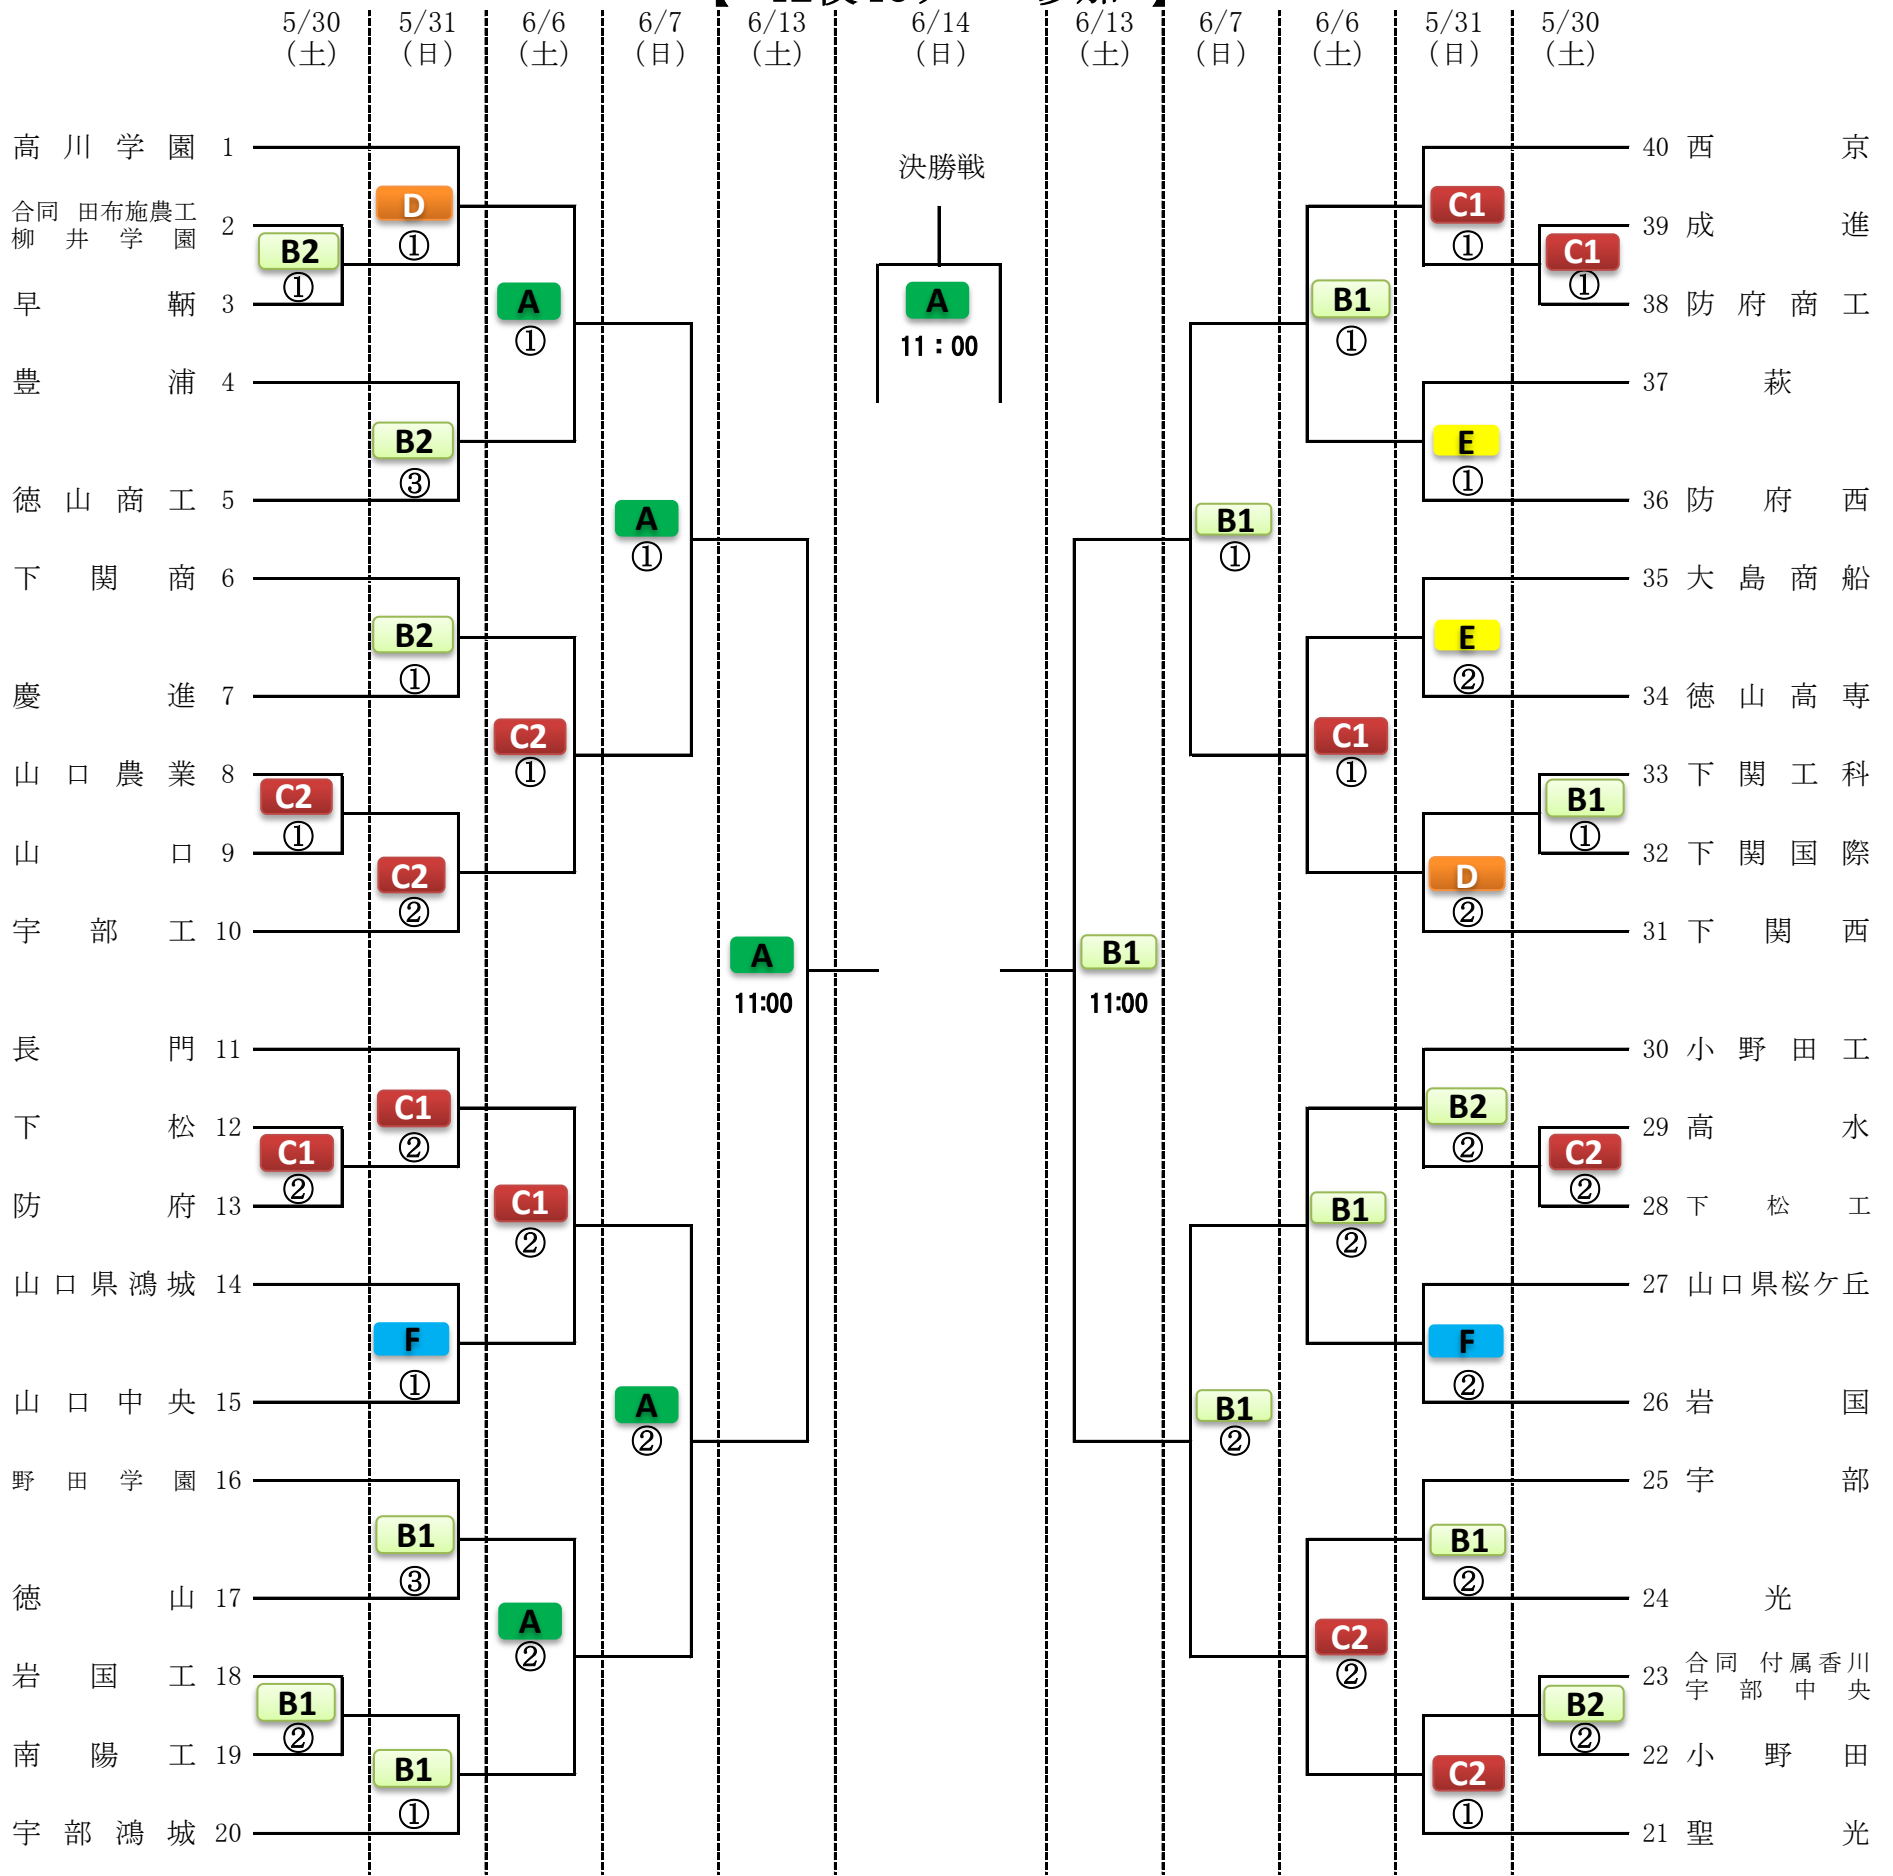 5/30 5/31 6/6 6/7 6/13 6/14 6/13 6/7 6/6 5/31 5/30
(土) (日) (土) (日) (土) (日) (土) (日) (土) (日) (土)
決勝戦
A
11：00
高川学園 1
合同 田布施農工
柳井学園 2
早鞆 3
豊浦 4
徳山商工 5
下関商 6
慶進 7
山口農業 8
山口 9
宇部工 10
長門 11
下松 12
防府 13
山口県鴻城 14
山口中央 15
野田学園 16
徳山 17
岩国工 18
南陽工 19
宇部鴻城 20
B2
①
C2
①
C1
②
B1
②
D
①
B2
③
B2
①
C2
②
C1
②
F
①
B1
③
B1
①
A
①
C2
①
C1
②
A
②
A
①
A
②
A
11:00
B1
11:00
B1
①
B1
②
B1
①
C1
①
B1
②
C2
②
C1
①
E
①
E
②
D
②
B2
②
F
②
B1
②
C2
①
C1
①
B1
①
C2
②
B2
②
40 西京
39 成進
38 防府商工
37 萩
36 防府西
35 大島商船
34 徳山高専
33 下関工科
32 下関国際
31 下関西
30 小野田工
29 高水
28 下松工
27 山口県桜ケ丘
26 岩国
25 宇部
24 光
23 合同 付属香川
宇部中央
22 小野田
21 聖光